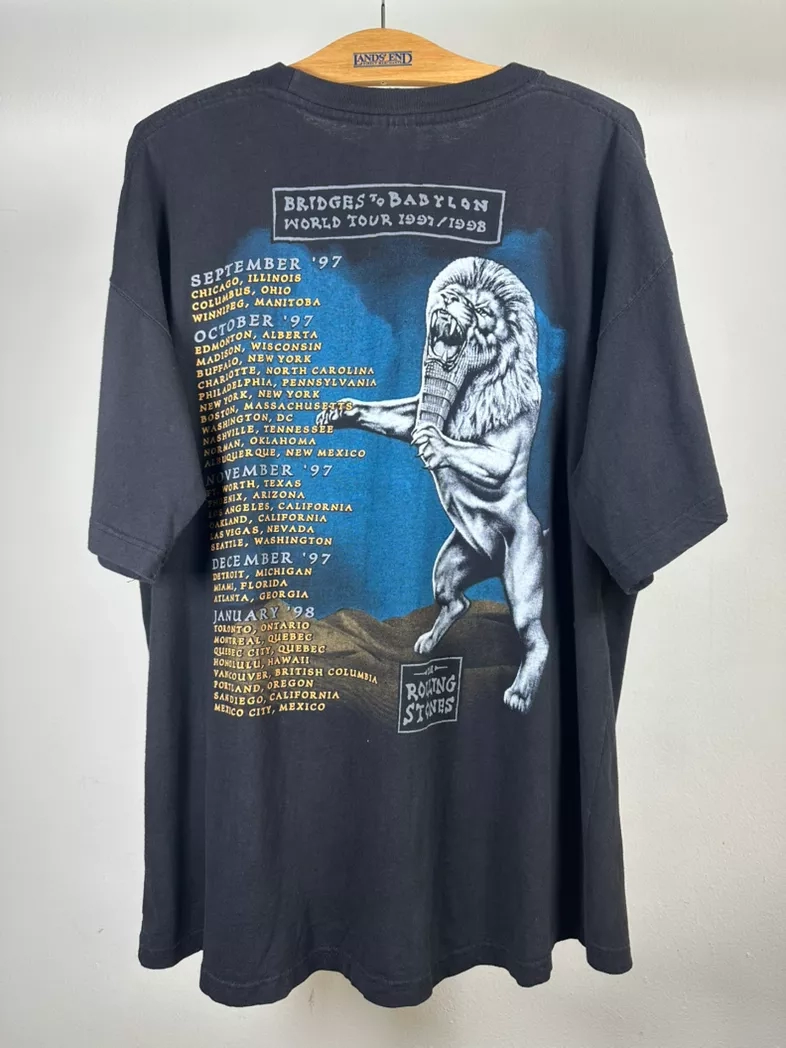 LANDS' END
BRIDGES TO BABYLON
WORLD TOUR 1997/1998
SEPTEMBER '97
CHICAGO, ILLINOIS
COLUMBUS, OHIO
WINNIPEG, MANITOBA
OCTOBER '97
EDMONTON, ALBERTA
MADISON, WISCONSIN
BUFFALO, NEW YORK
CHARLOTTE, NORTH CAROLINA
PHILADELPHIA, PENNSYLVANIA
NEW YORK, NEW YORK
BOSTON, MASSACHUSETTS
WASHINGTON, DC
NASHVILLE, TENNESSEE
NORMAN, OKLAHOMA
ALBUQUERQUE, NEW MEXICO
NOVEMBER '97
FT. WORTH, TEXAS
PHOENIX, ARIZONA
LOS ANGELES, CALIFORNIA
OAKLAND, CALIFORNIA
LAS VEGAS, NEVADA
SEATTLE, WASHINGTON
DECEMBER '97
DETROIT, MICHIGAN
MIAMI, FLORIDA
ATLANTA, GEORGIA
JANUARY '98
TORONTO, ONTARIO
MONTREAL, QUEBEC
QUEBEC CITY, QUEBEC
HONOLULU, HAWAII
VANCOUVER, BRITISH COLUMBIA
PORTLAND, OREGON
SAN DIEGO, CALIFORNIA
MEXICO CITY, MEXICO
THE
ROLLING
STONES